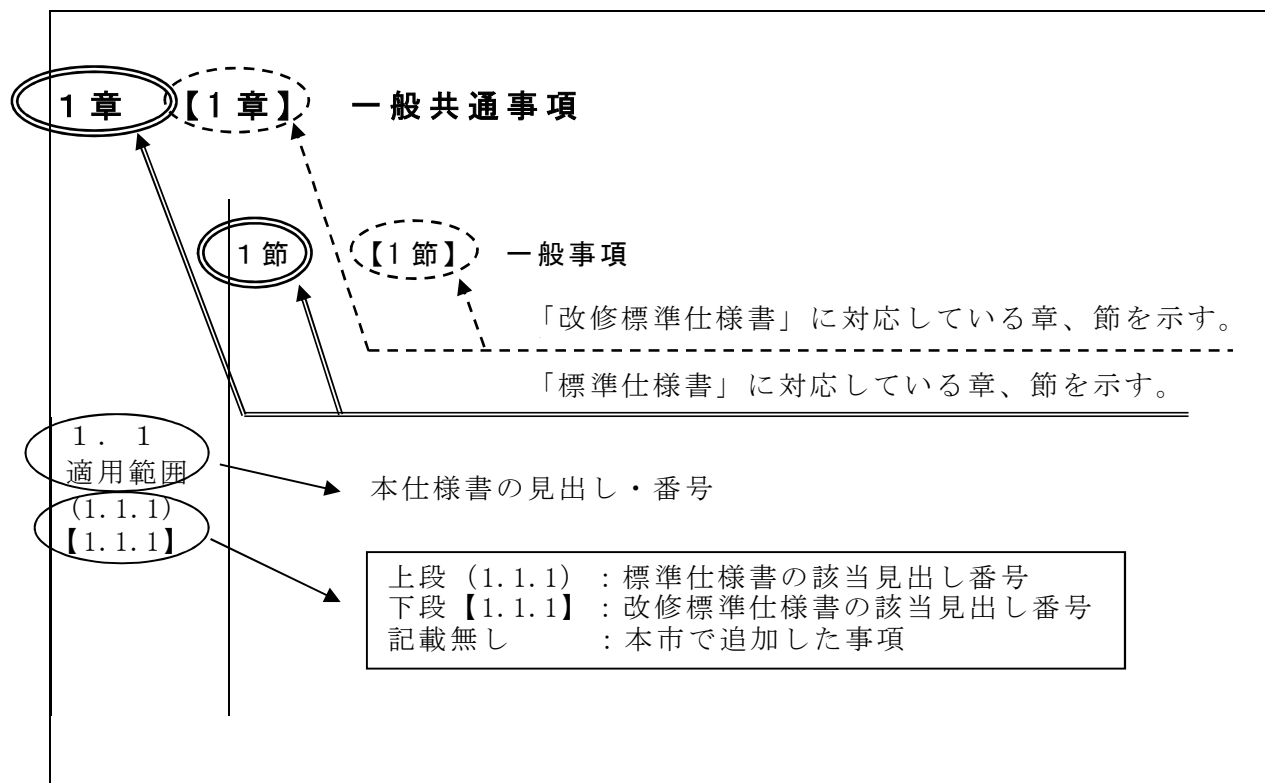 １章 【１章】 一般共通事項
１節 【１節】 一般事項
「改修標準仕様書」に対応している章、節を示す。
「標準仕様書」に対応している章、節を示す。
１．１
適用範囲
(1.1.1)
【1.1.1】
本仕様書の見出し・番号
上段（1.1.1）：標準仕様書の該当見出し番号
下段【1.1.1】：改修標準仕様書の該当見出し番号
記載無し　　　：本市で追加した事項